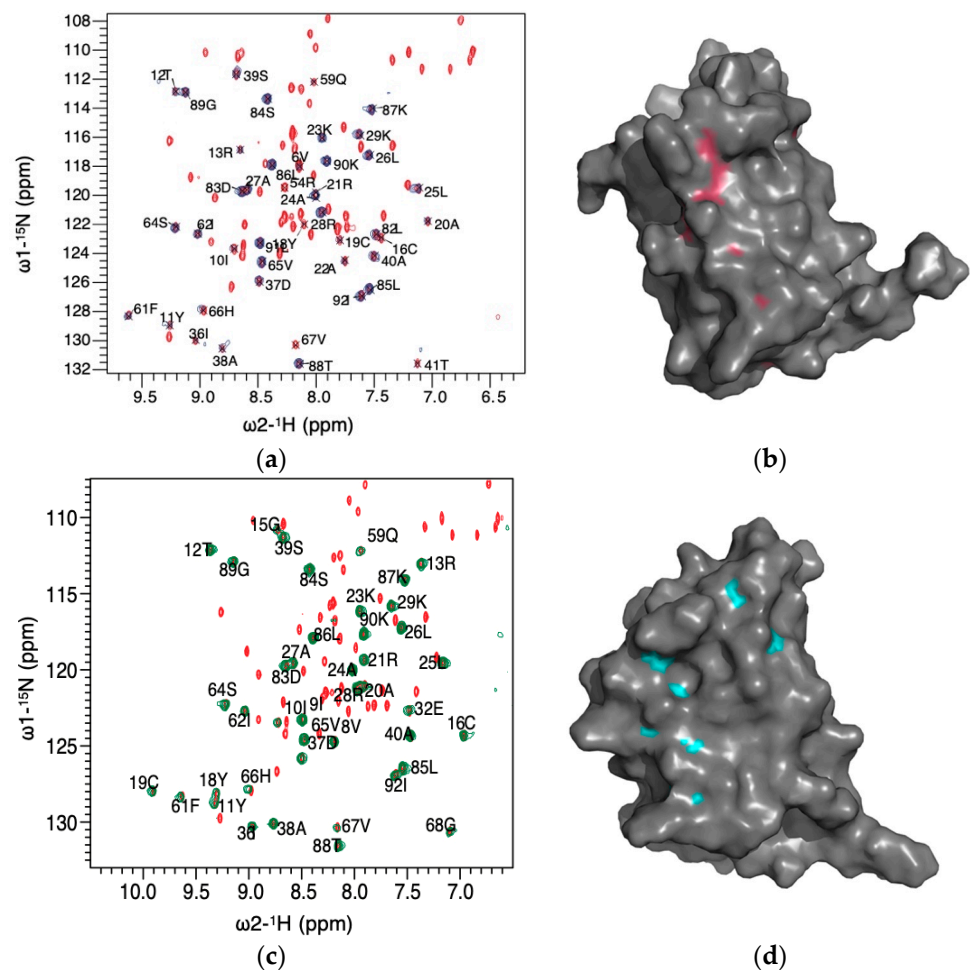 108
110
112
114
116
118
120
122
124
126
128
130
132
ω1-¹⁵N (ppm)
12T
89G
39S
84S
59Q
87K
23K
29K
13R
6V
26L
86L
90K
54R
21R
83D
27A
24A
25L
64S
62I
18Y
28R
20A
82L
19C
16C
10I
65V
22A
40A
37D
92I
85L
61F
11Y
66H
36I
67V
38A
88T
41T
9.5 9.0 8.5 8.0 7.5 7.0 6.5
ω2-¹H (ppm)
(a)
(b)
110
115
120
125
130
ω1-¹⁵N (ppm)
15G
12T
39S
59Q
89G
13R
84S
87K
23K
29K
90K
86L
26L
27A
21R
25L
83D
24A
64S
28R
20A
62I
10I
9I
32E
65V
8V
16C
37D
40A
85L
92I
19C
18Y
66H
61F
11Y
36I
38A
67V
68G
88T
10.0 9.5 9.0 8.5 8.0 7.5 7.0
ω2-¹H (ppm)
(c)
(d)